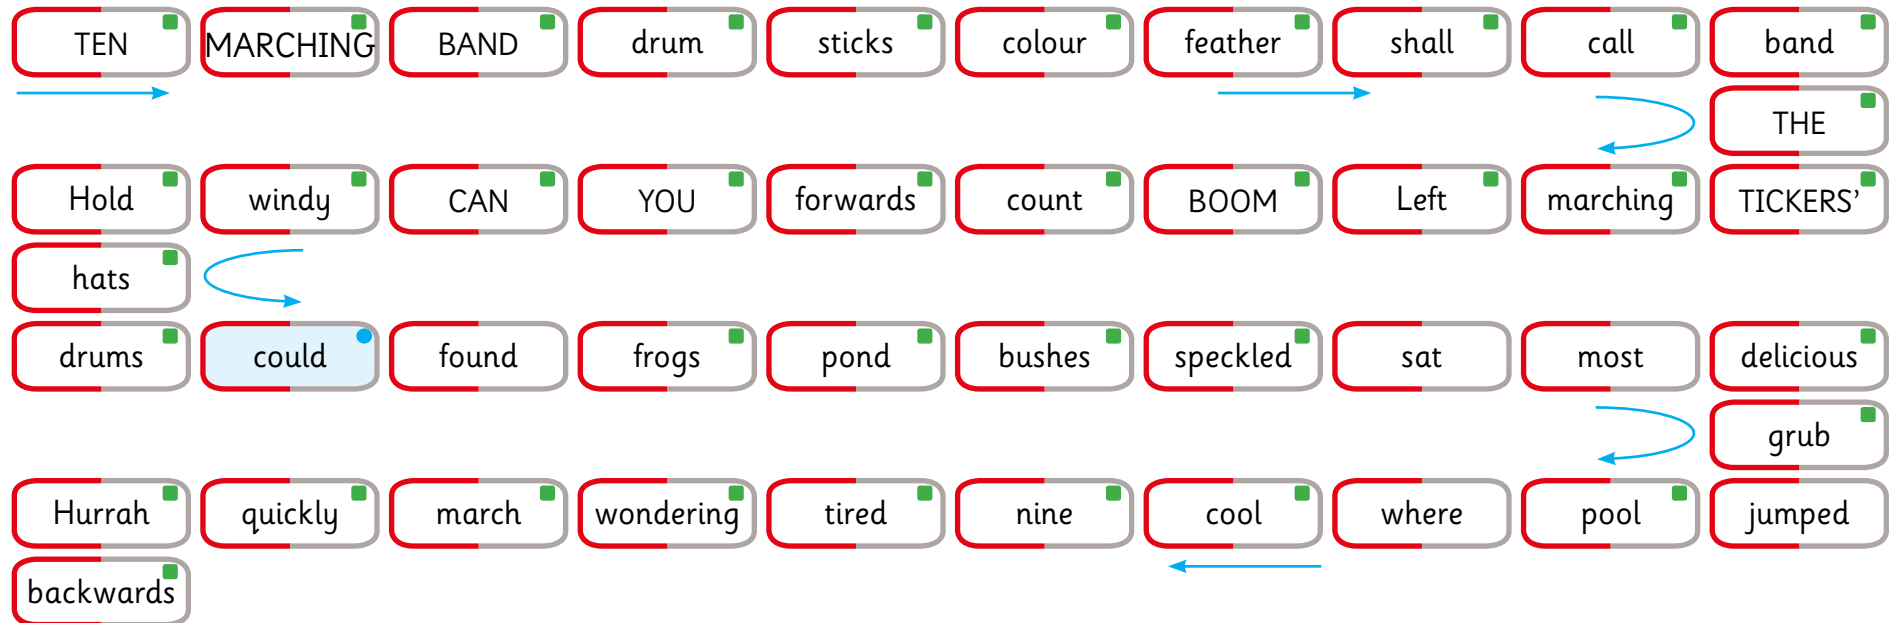 TEN MARCHING BAND drum sticks colour feather shall call band
THE
Hold windy CAN YOU forwards count BOOM Left marching TICKERS’
hats
drums could found frogs pond bushes speckled sat most delicious
grub
Hurrah quickly march wondering tired nine cool where pool jumped
backwards